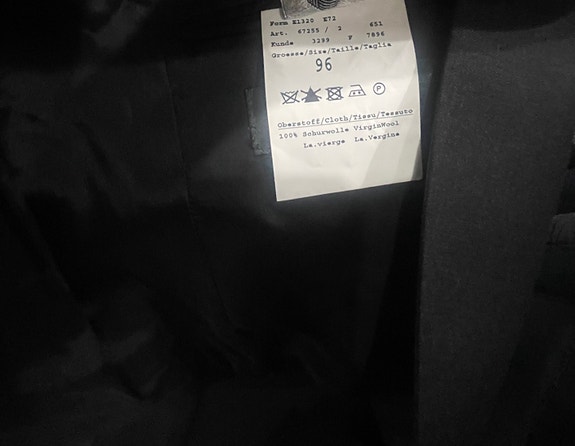 Form E1320 E72
Art. 67255 / 2 652
Kunde 3299 F 7896
Groesse/Size/Taille/Taglia
96
P
Oberstoff/Cloth/Tissu/Tessuto
100% Schurwolle VirginWool
La.vierge La.Vergine